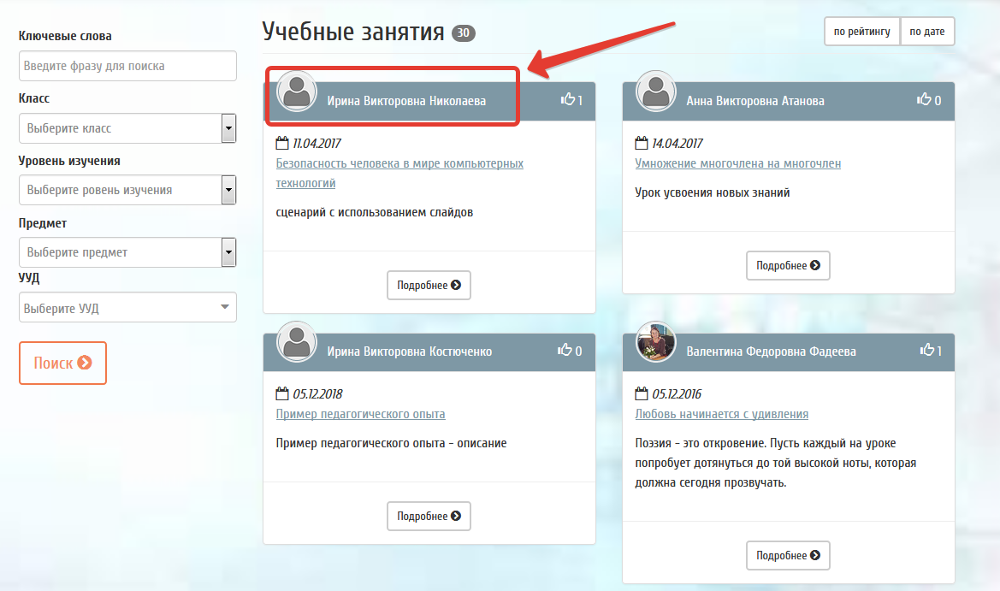 Ключевые слова
Введите фразу для поиска
Класс
Выберите класс
Уровень изучения
Выберите ровень изучения
Предмет
Выберите предмет
УУД
Выберите УУД
Поиск
Учебные занятия 30
по рейтингу по дате
Ирина Викторовна Николаева 1
11.04.2017
Безопасность человека в мире компьютерных
технологий
сценарий с использованием слайдов
Подробнее
Анна Викторовна Атанова 0
14.04.2017
Умножение многочлена на многочлен
Урок усвоения новых знаний
Подробнее
Ирина Викторовна Костюченко 0
05.12.2018
Пример педагогического опыта
Пример педагогического опыта - описание
Подробнее
Валентина Федоровна Фадеева 1
05.12.2016
Любовь начинается с удивления
Поэзия - это откровение. Пусть каждый на уроке
попробует дотянуться до той высокой ноты, которая
должна сегодня прозвучать.
Подробнее